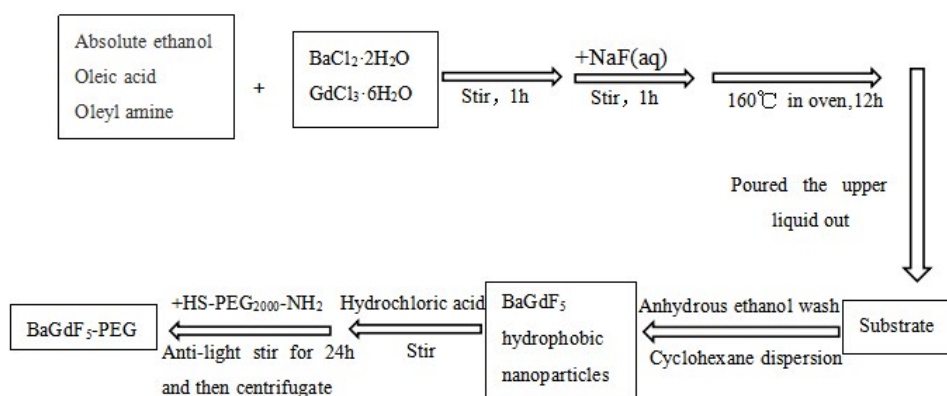 Absolute ethanol
Oleic acid
Oleyl amine
+
BaCl₂·2H₂O
GdCl₃·6H₂O
Stir，1h
+NaF(aq)
Stir，1h
160℃ in oven,12h
Poured the upper
liquid out
Substrate
Anhydrous ethanol wash
Cyclohexane dispersion
BaGdF₅
hydrophobic
nanoparticles
Hydrochloric acid
Stir
+HS-PEG₂₀₀₀-NH₂
Anti-light stir for 24h
and then centrifugate
BaGdF₅-PEG